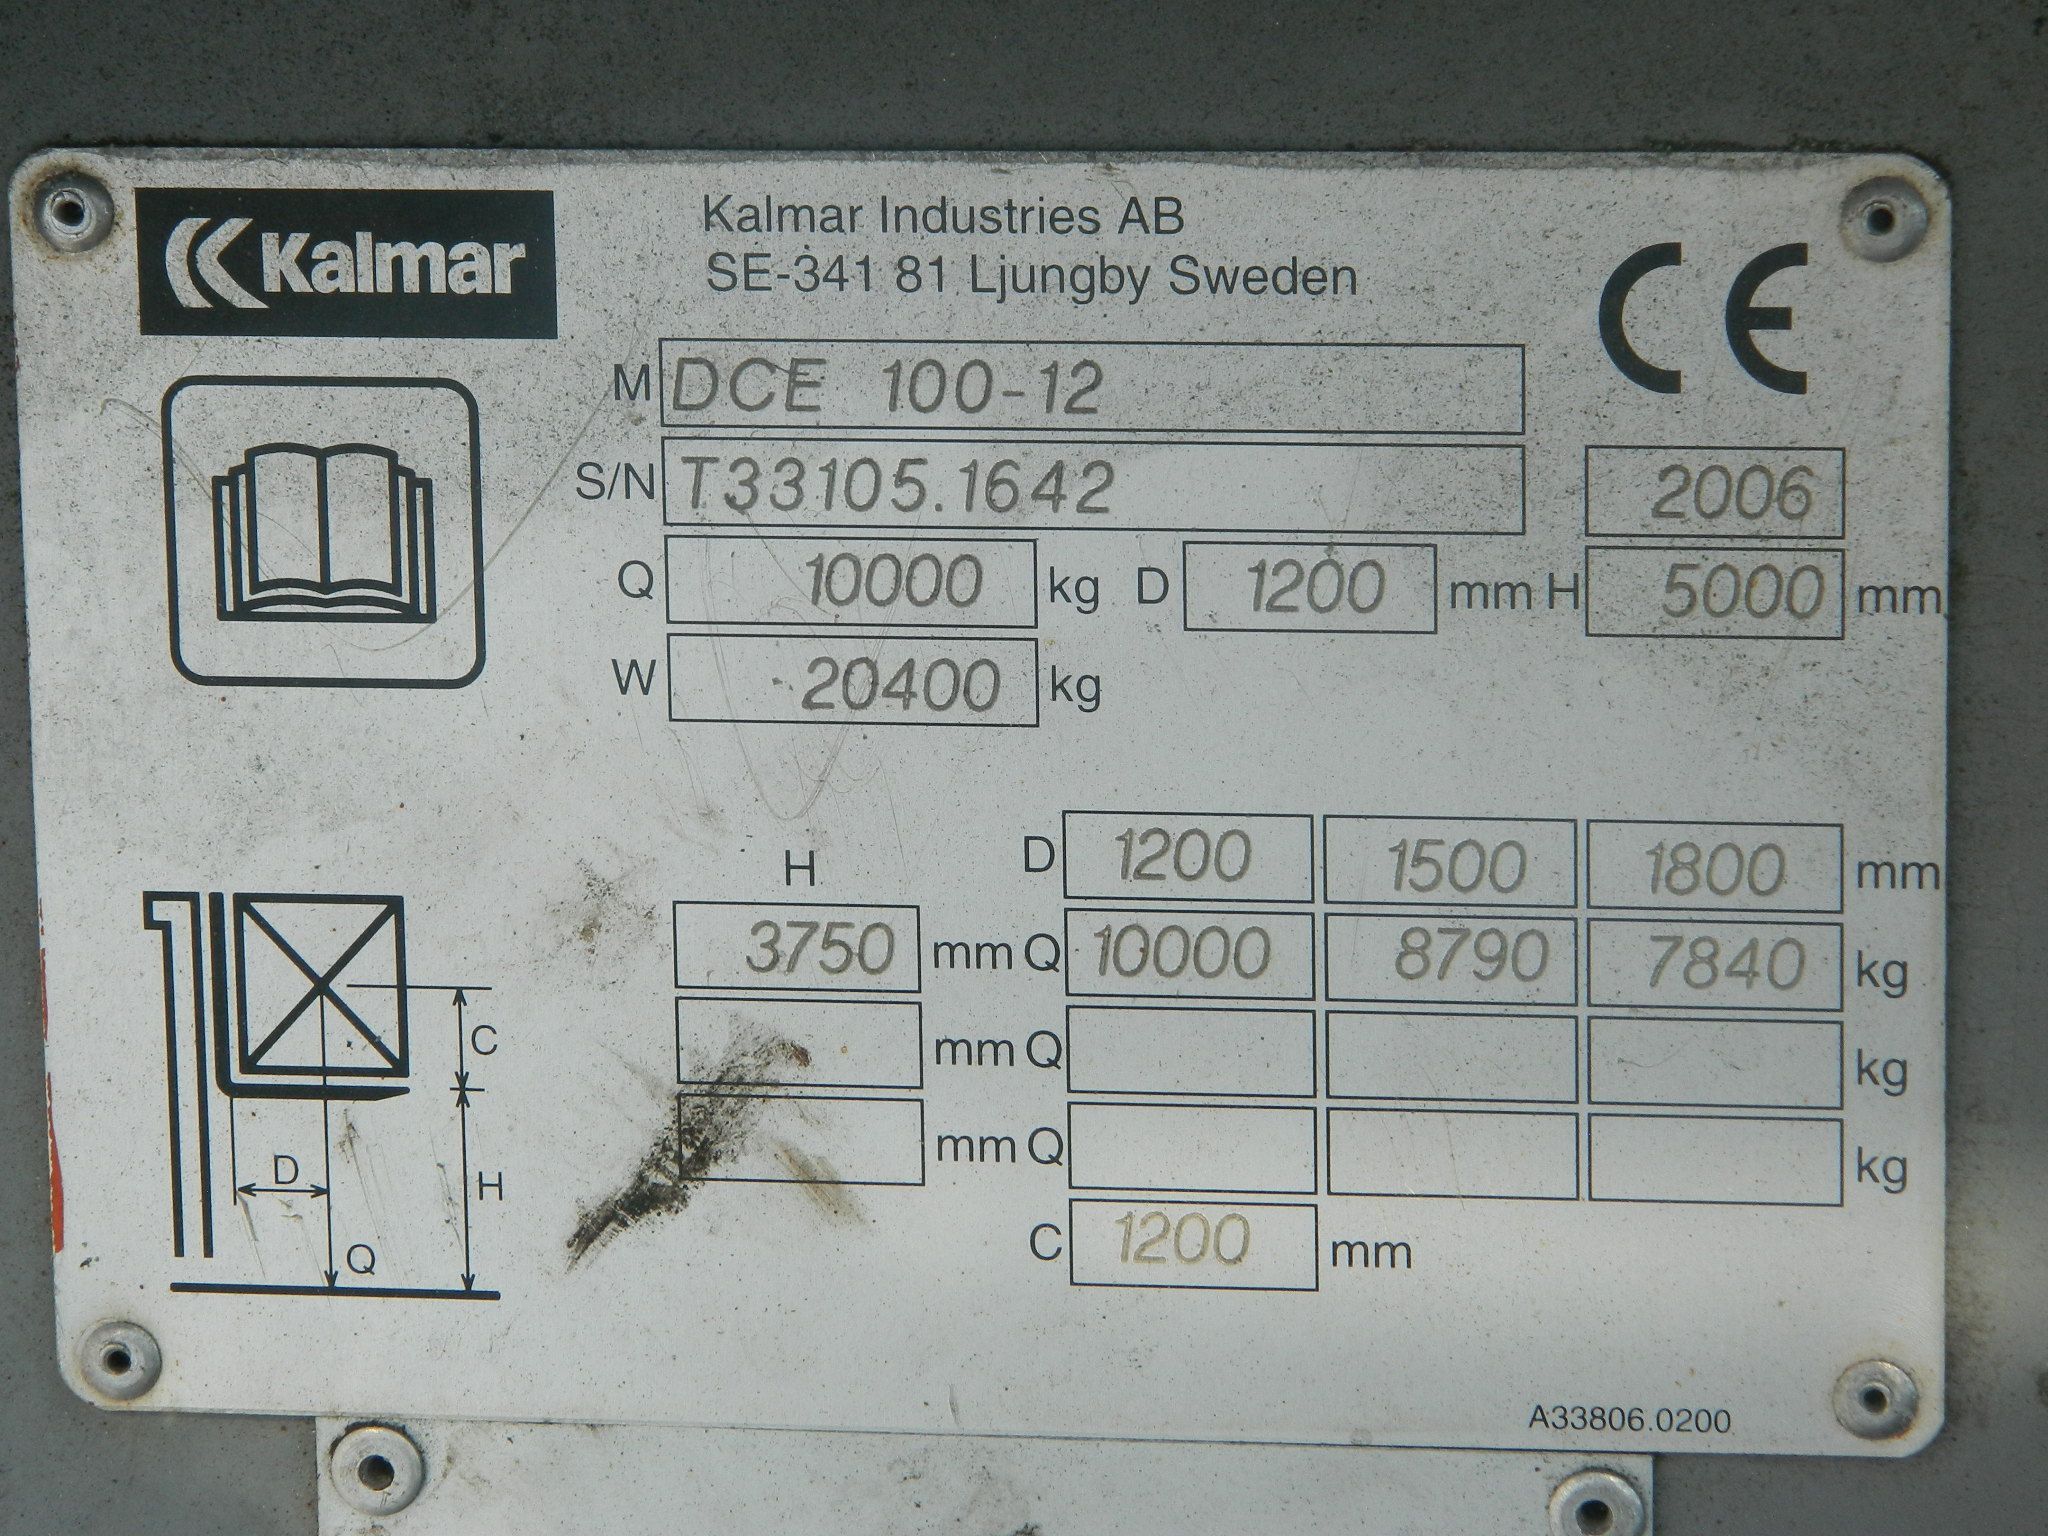 Kalmar
Kalmar Industries AB
SE-341 81 Ljungby Sweden
CE
M DCE 100-12
S/N T33105.1642 2006
Q 10000 kg D 1200 mm H 5000 mm
W 20400 kg
H D 1200 1500 1800 mm
3750 mm Q 10000 8790 7840 kg
mm Q kg
mm Q kg
C 1200 mm
C
D H
Q
A33806.0200